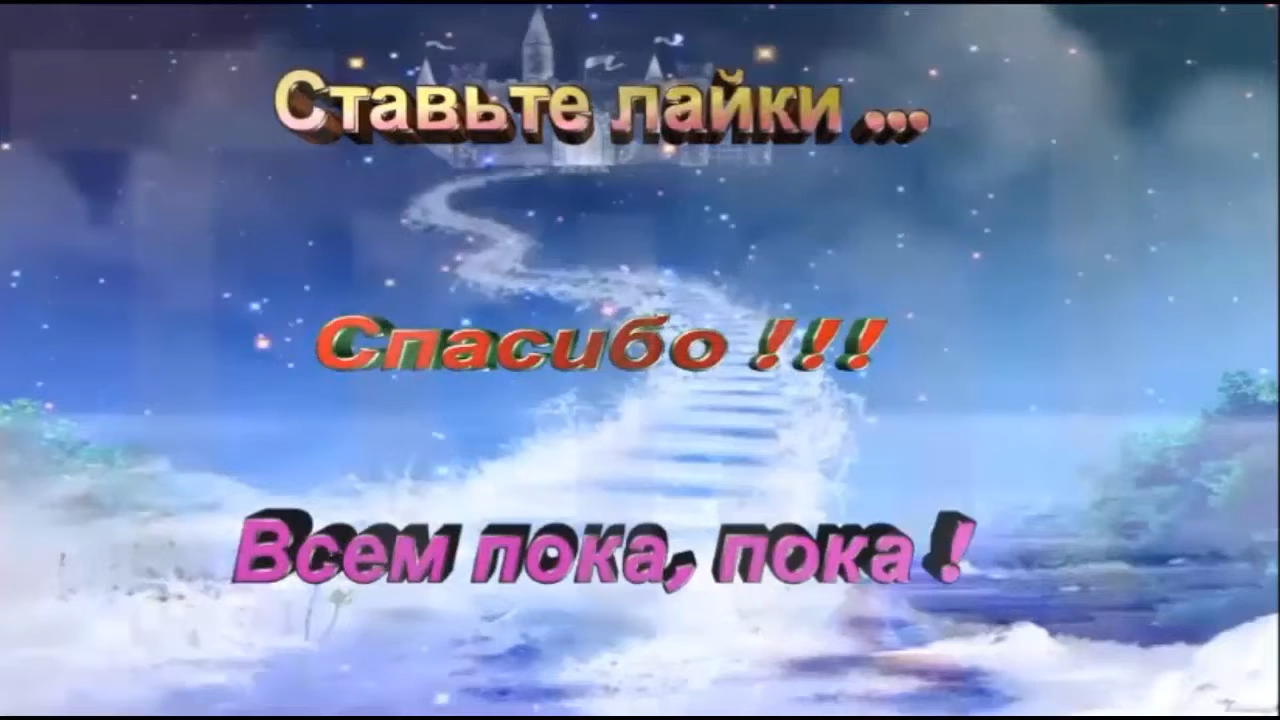 Ставьте лайки ...
Спасибо !!!
Всем пока, пока !